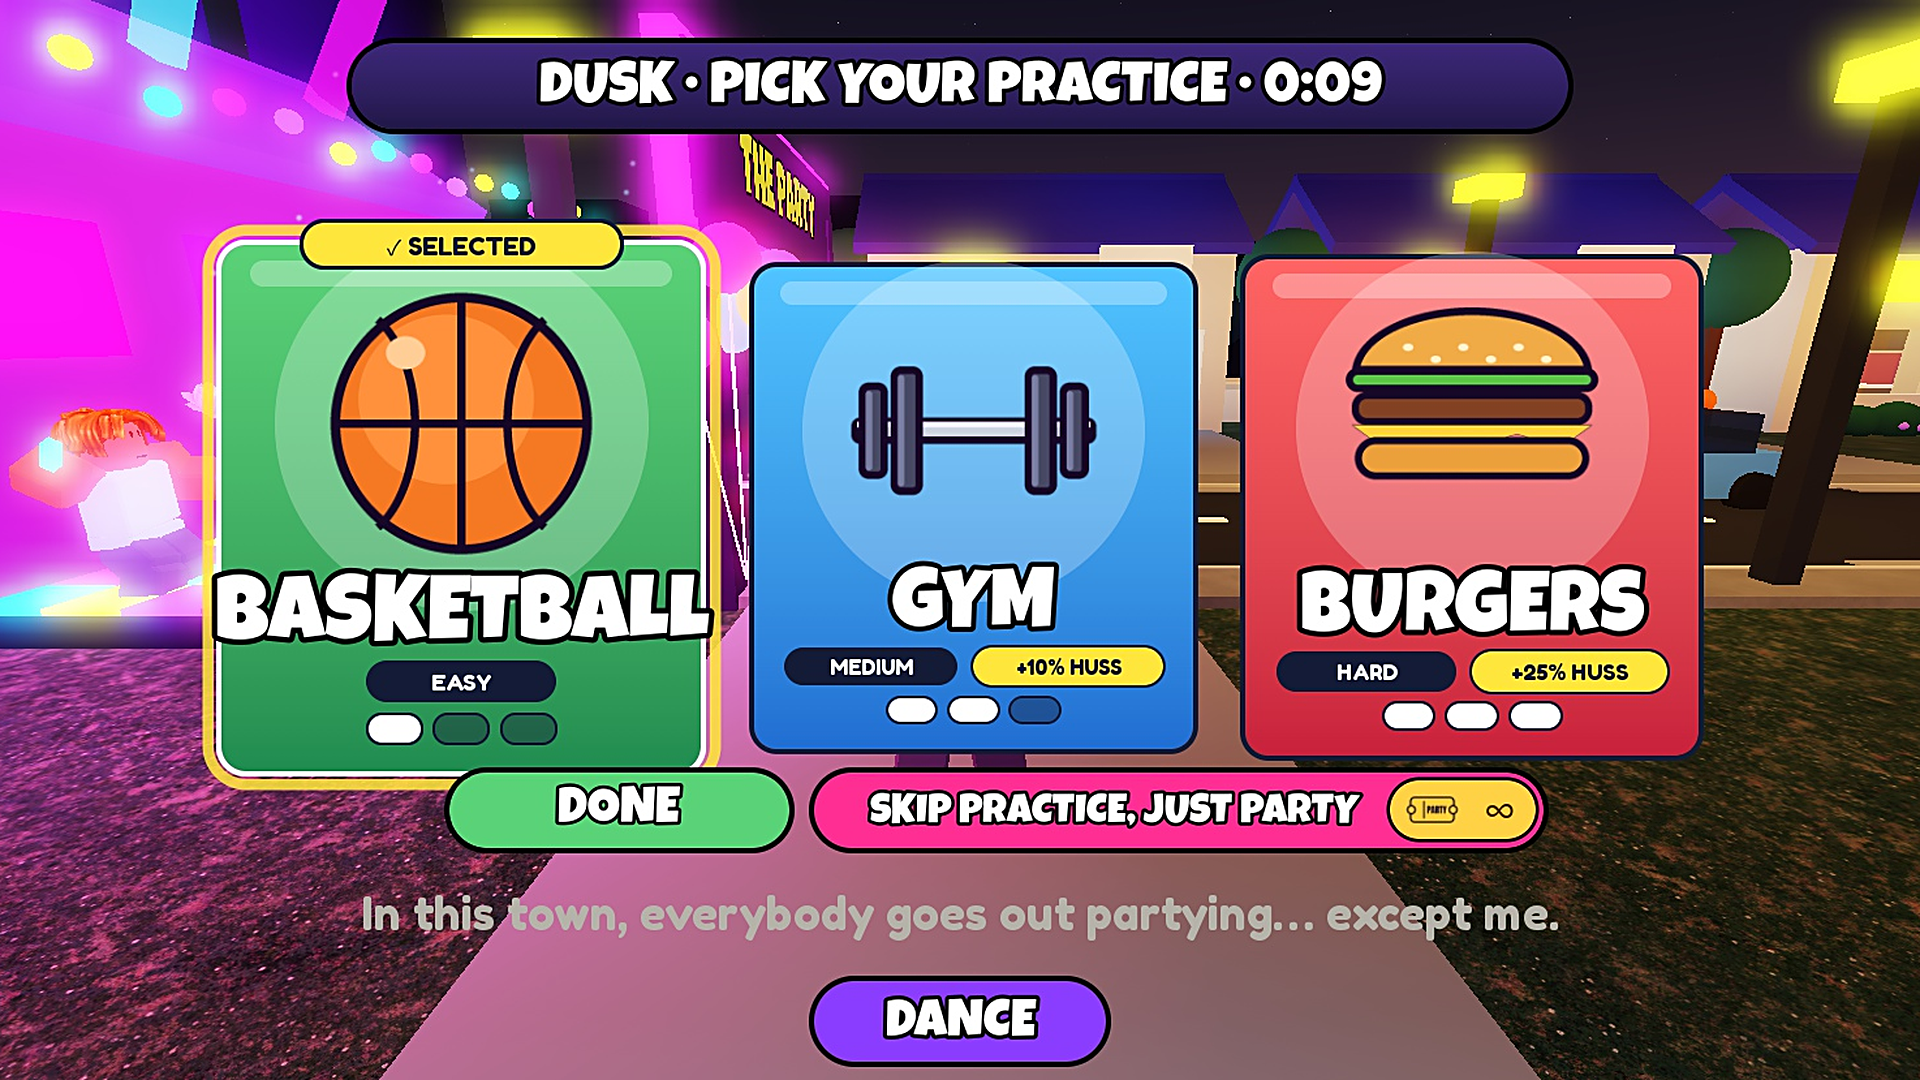 DUSK · PICK YOUR PRACTICE · 0:09
THE PARTY
✓ SELECTED
BASKETBALL
EASY
GYM
MEDIUM
+10% HUSS
BURGERS
HARD
+25% HUSS
DONE
SKIP PRACTICE, JUST PARTY
PARTY
∞
In this town, everybody goes out partying... except me.
DANCE